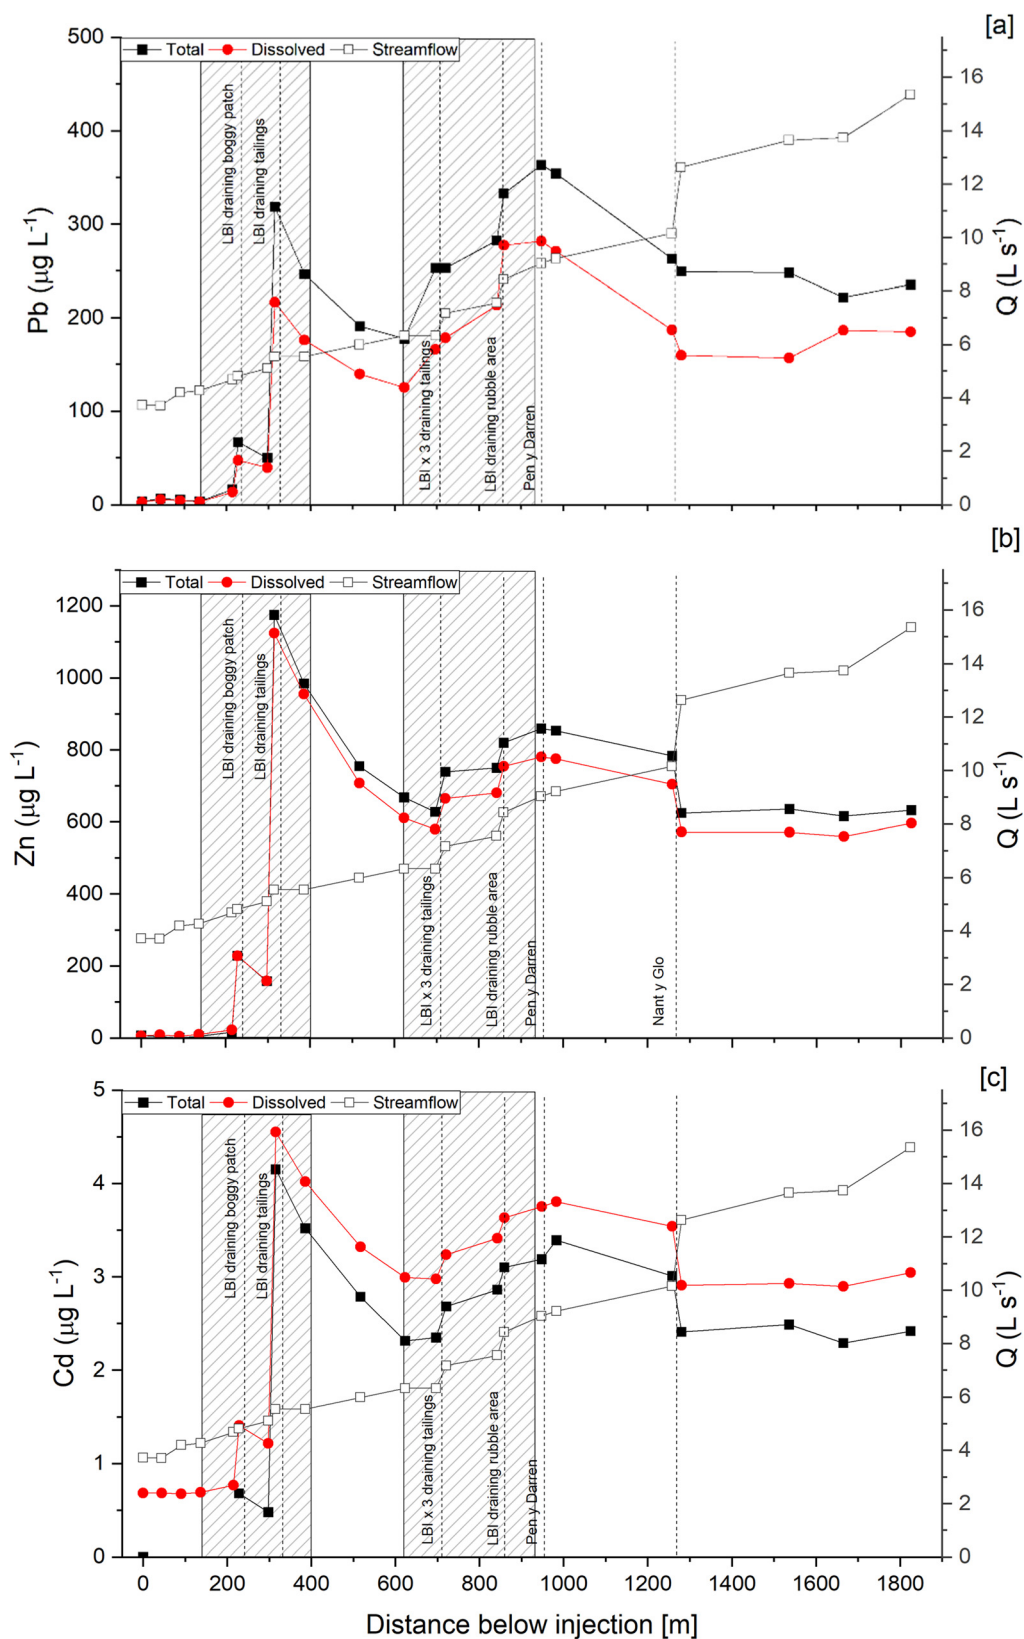 [a]
Total Dissolved Streamflow
500
400
300
200
100
0
Pb (µg L⁻¹)
LBI draining boggy patch
LBI draining tailings
LBI x 3 draining tailings
LBI draining rubble area
Pen y Darren
16
14
12
10
8
6
4
2
0
Q (L s⁻¹)
[b]
Total Dissolved Streamflow
1200
1000
800
600
400
200
0
Zn (µg L⁻¹)
LBI draining boggy patch
LBI draining tailings
LBI x 3 draining tailings
LBI draining rubble area
Pen y Darren
Nant y Glo
16
14
12
10
8
6
4
2
0
Q (L s⁻¹)
[c]
Total Dissolved Streamflow
5
4
3
2
1
0
Cd (µg L⁻¹)
LBI draining boggy patch
LBI draining tailings
LBI x 3 draining tailings
LBI draining rubble area
Pen y Darren
16
14
12
10
8
6
4
2
0
Q (L s⁻¹)
0 200 400 600 800 1000 1200 1400 1600 1800
Distance below injection [m]